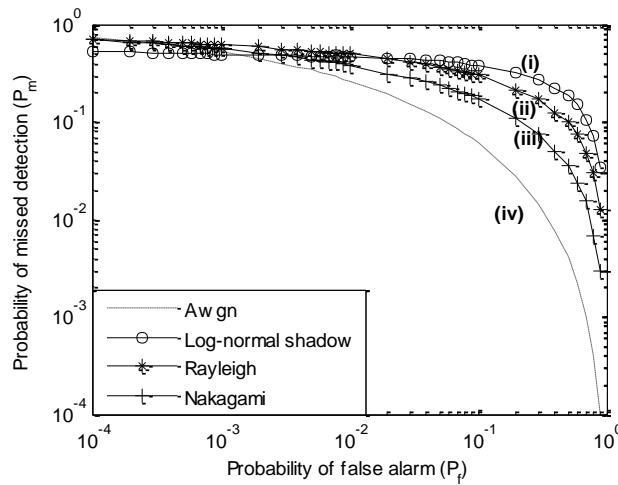 10^0
10^-1
10^-2
10^-3
10^-4
Probability of missed detection (P_m)
(i)
(ii)
(iii)
(iv)
Aw gn
Log-normal shadow
Rayleigh
Nakagami
10^-4
10^-3
10^-2
10^-1
10^0
Probability of false alarm (P_f)